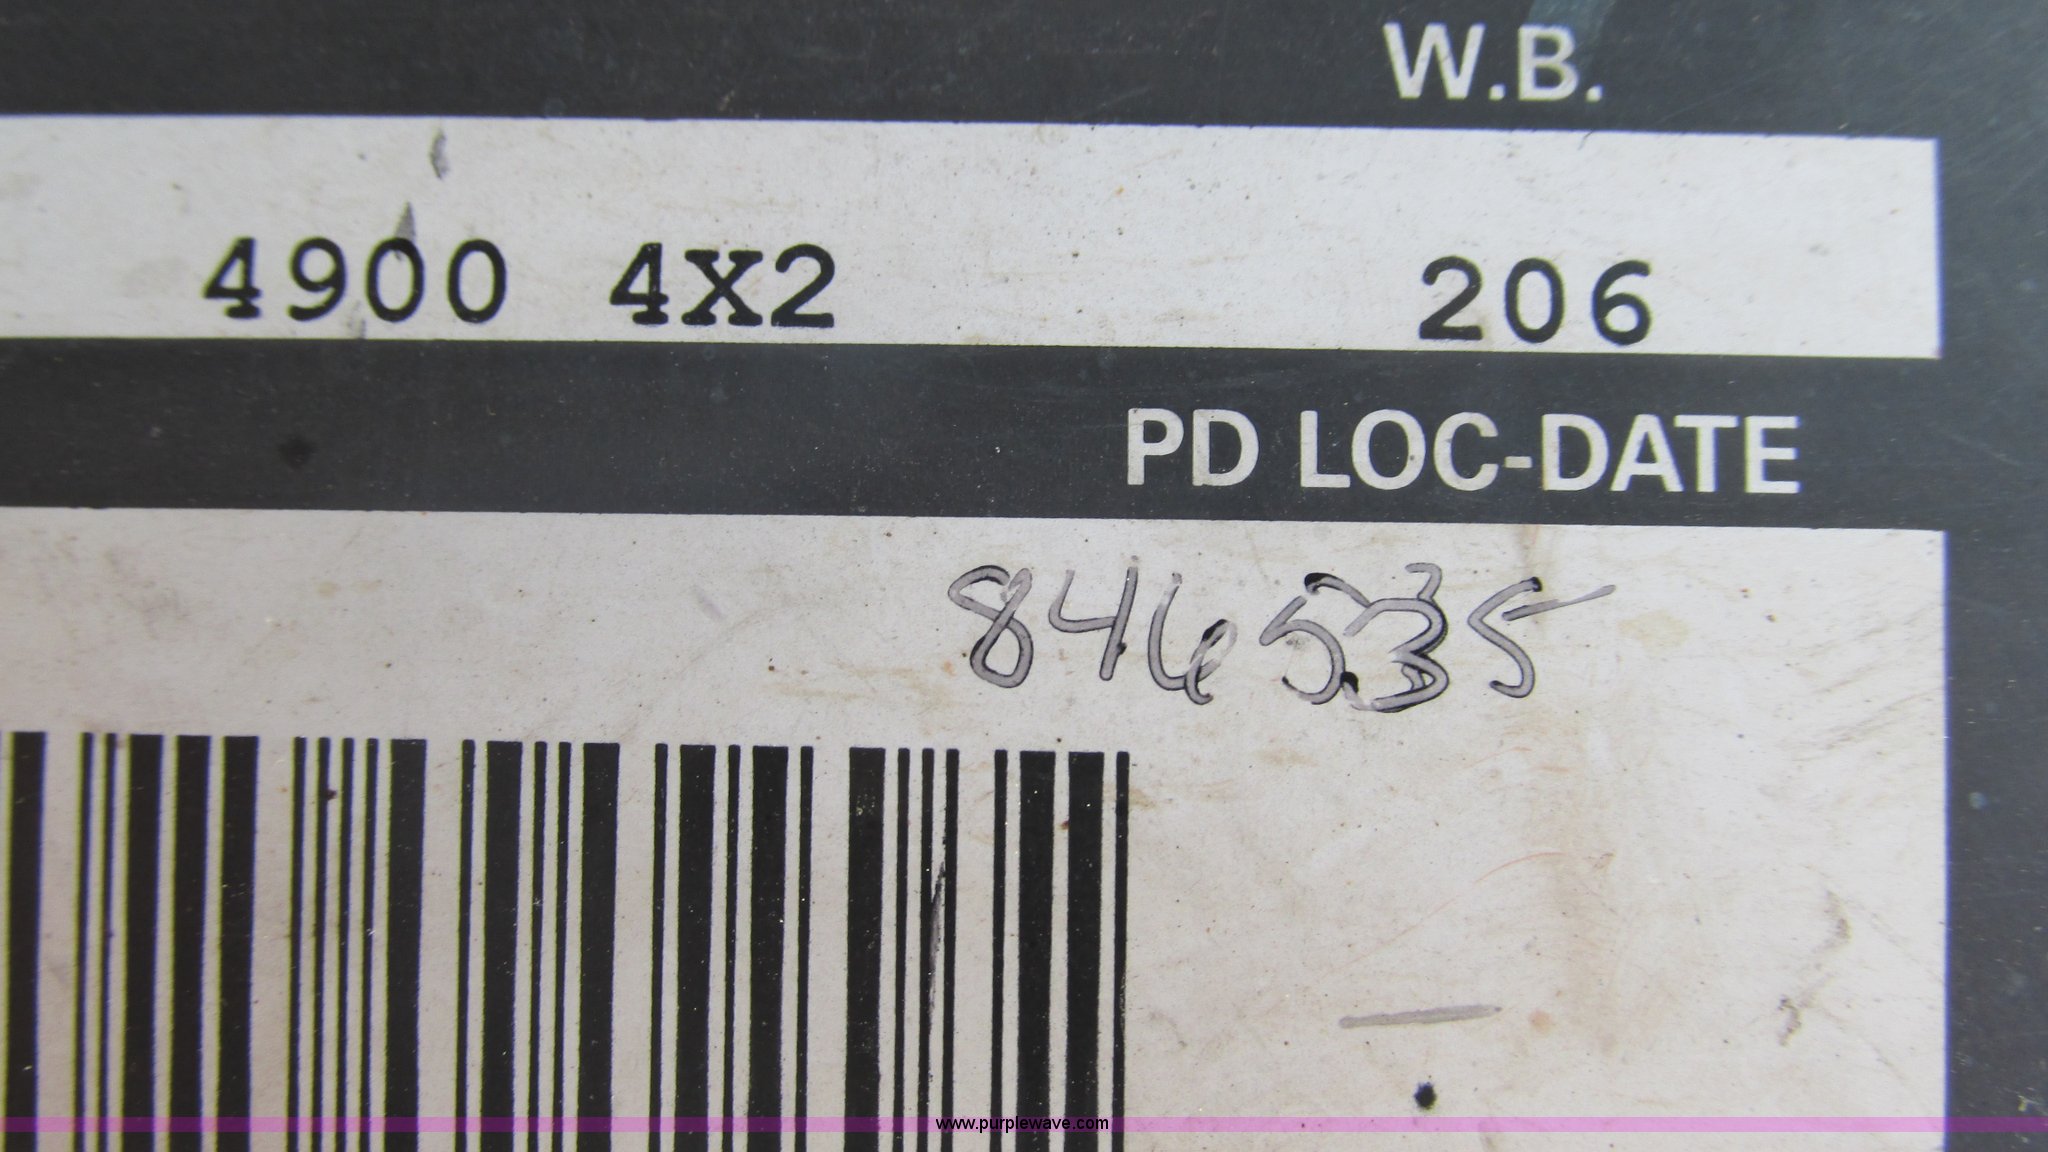 W.B.
4900 4X2 206
PD LOC-DATE
846535
www.purplewave.com